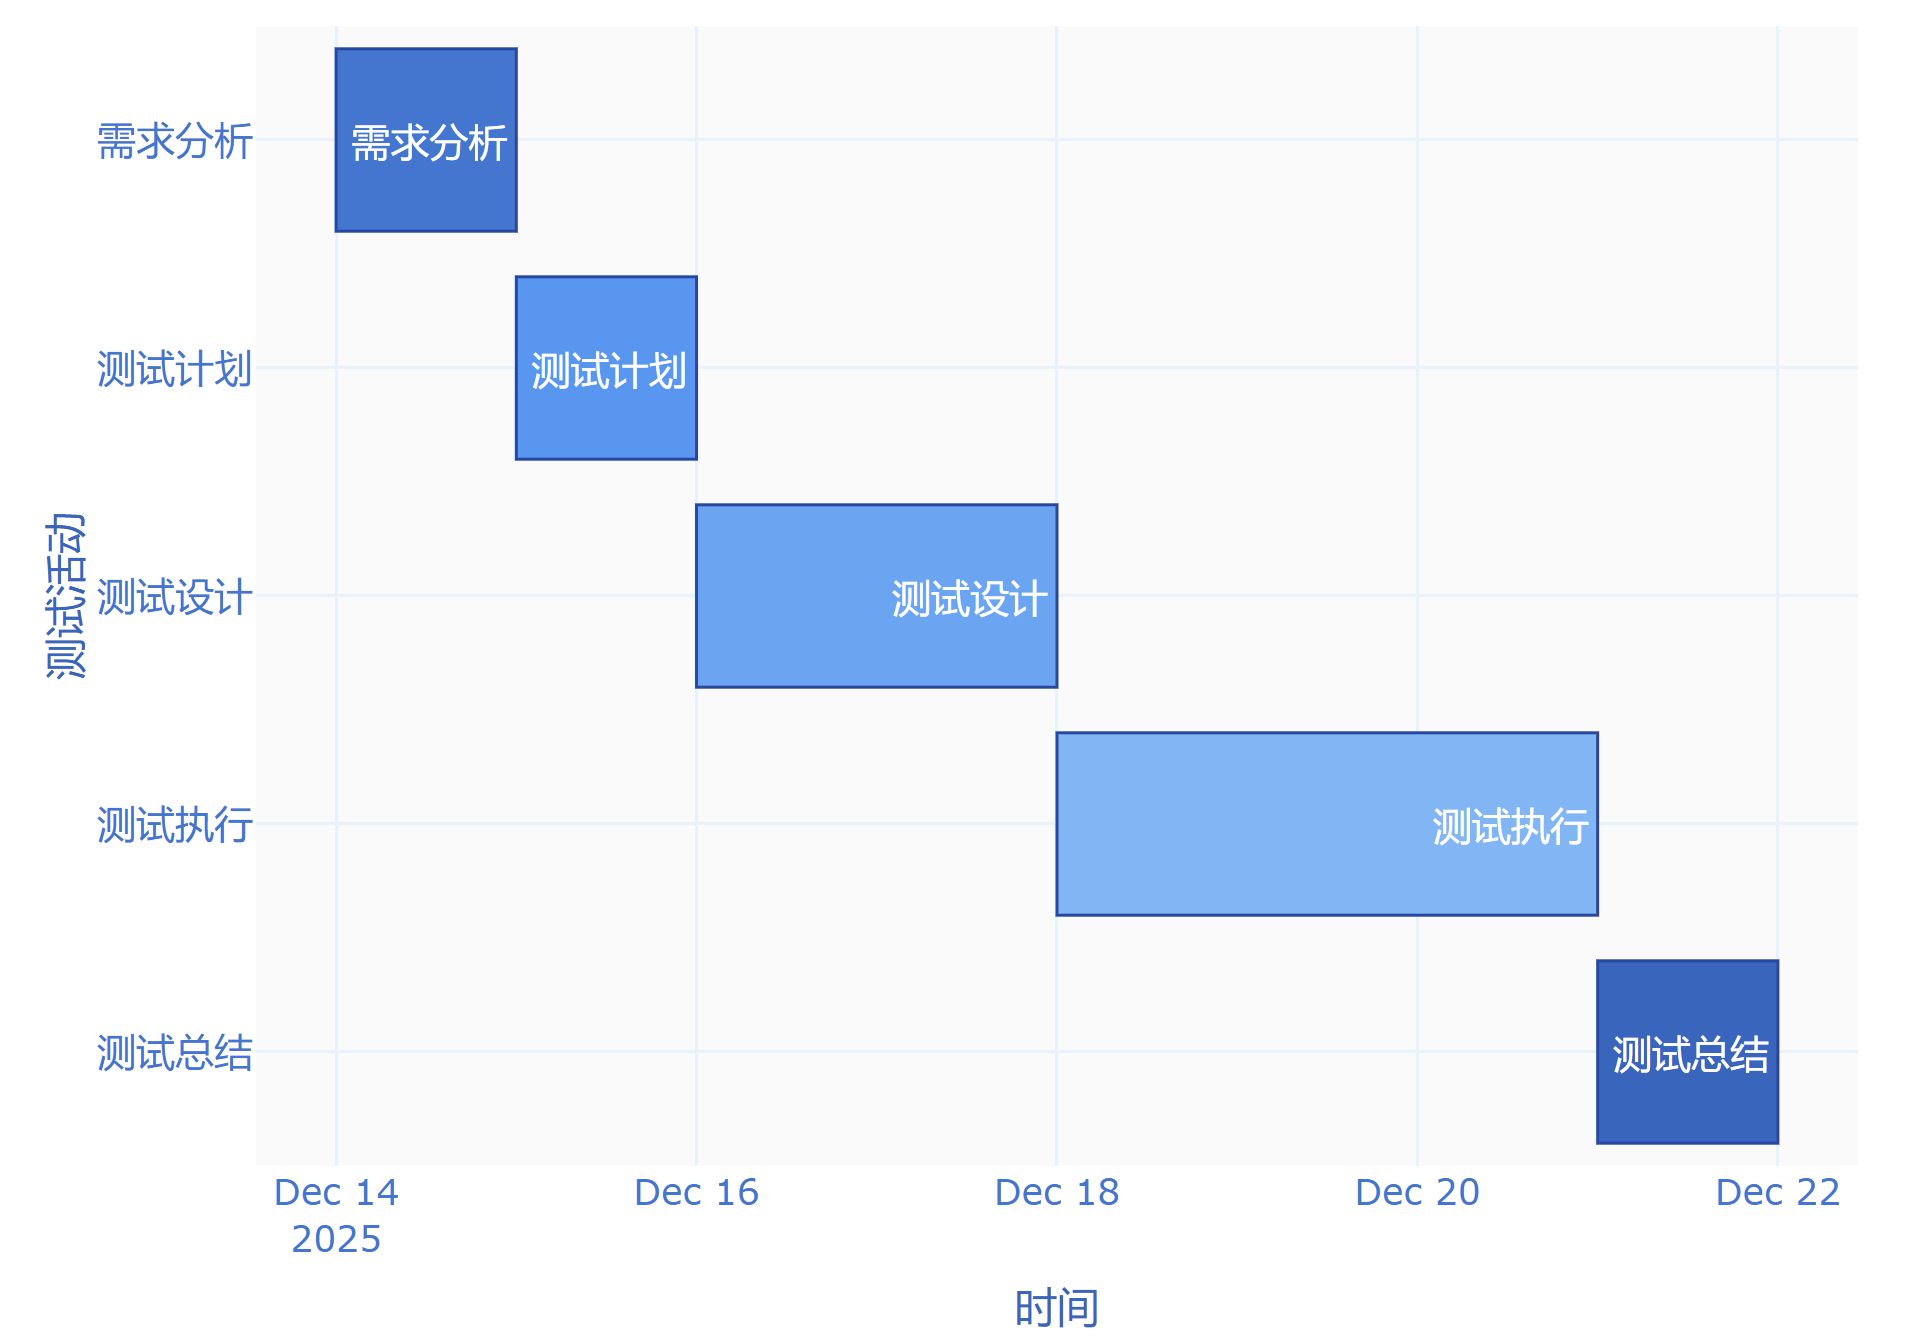 需求分析
需求分析
测试计划
测试计划
测试活动
测试设计
测试设计
测试执行
测试执行
测试总结
测试总结
Dec 14
2025
Dec 16
Dec 18
Dec 20
Dec 22
时间